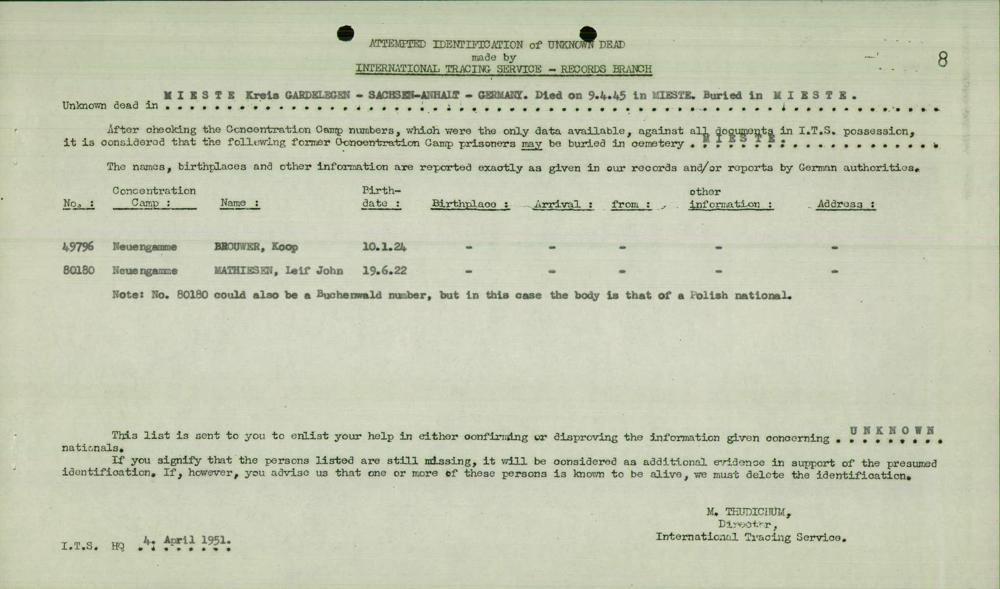 ATTEMPTED IDENTIFICATION of UNKNOWN DEAD
made by
INTERNATIONAL TRACING SERVICE - RECORDS BRANCH
8
Unknown dead in M I E S T E Kreis GARDELEGEN - SACHSEN-ANHALT - GERMANY. Died on 9.4.45 in MIESTE. Buried in M I E S T E .
After checking the Concentration Camp numbers, which were the only data available, against all documents in I.T.S. possession,
it is considered that the following former Concentration Camp prisoners may be buried in cemetery M I E S T E.
The names, birthplaces and other information are reported exactly as given in our records and/or reports by German authorities.
No. : Concentration Camp : Name : Birth-date : Birthplace : Arrival : from : other information : Address :
49796 Neuengamme BROUWER, Koop 10.1.24 - - - - -
80180 Neuengamme MATHIESEN, Leif John 19.6.22 - - - - -
Note: No. 80180 could also be a Buchenwald number, but in this case the body is that of a Polish national.
This list is sent to you to enlist your help in either confirming or disproving the information given concerning U N K N O W N
nationals.
If you signify that the persons listed are still missing, it will be considered as additional evidence in support of the presumed
identification. If, however, you advise us that one or more of these persons is known to be alive, we must delete the identification.
M. THUDICHUM,
Director,
International Tracing Service.
I.T.S. HQ 4. April 1951.